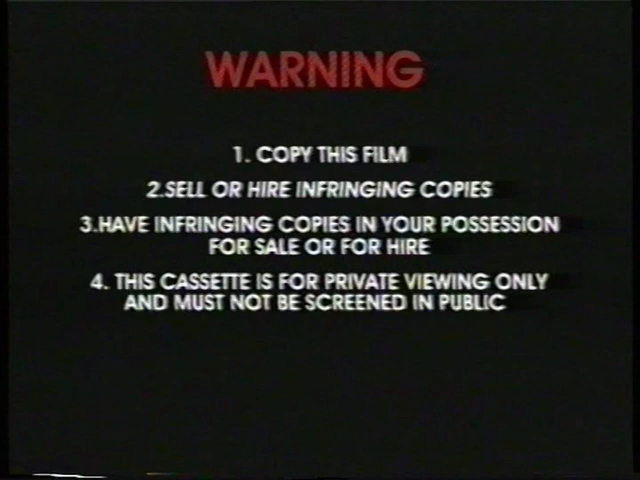 WARNING
1. COPY THIS FILM
2.SELL OR HIRE INFRINGING COPIES
3.HAVE INFRINGING COPIES IN YOUR POSSESSION
FOR SALE OR FOR HIRE
4. THIS CASSETTE IS FOR PRIVATE VIEWING ONLY
AND MUST NOT BE SCREENED IN PUBLIC